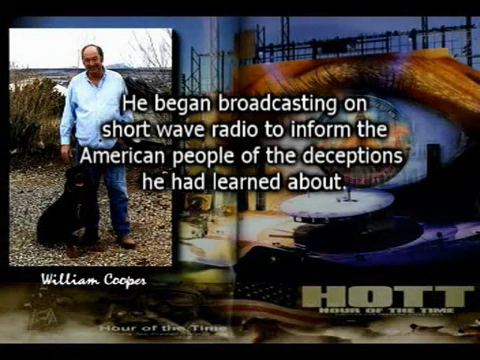 He began broadcasting on
short wave radio to inform the
American people of the deceptions
he had learned about.
William Cooper
HOTT
HOUR OF THE TIME
Hour of the Time